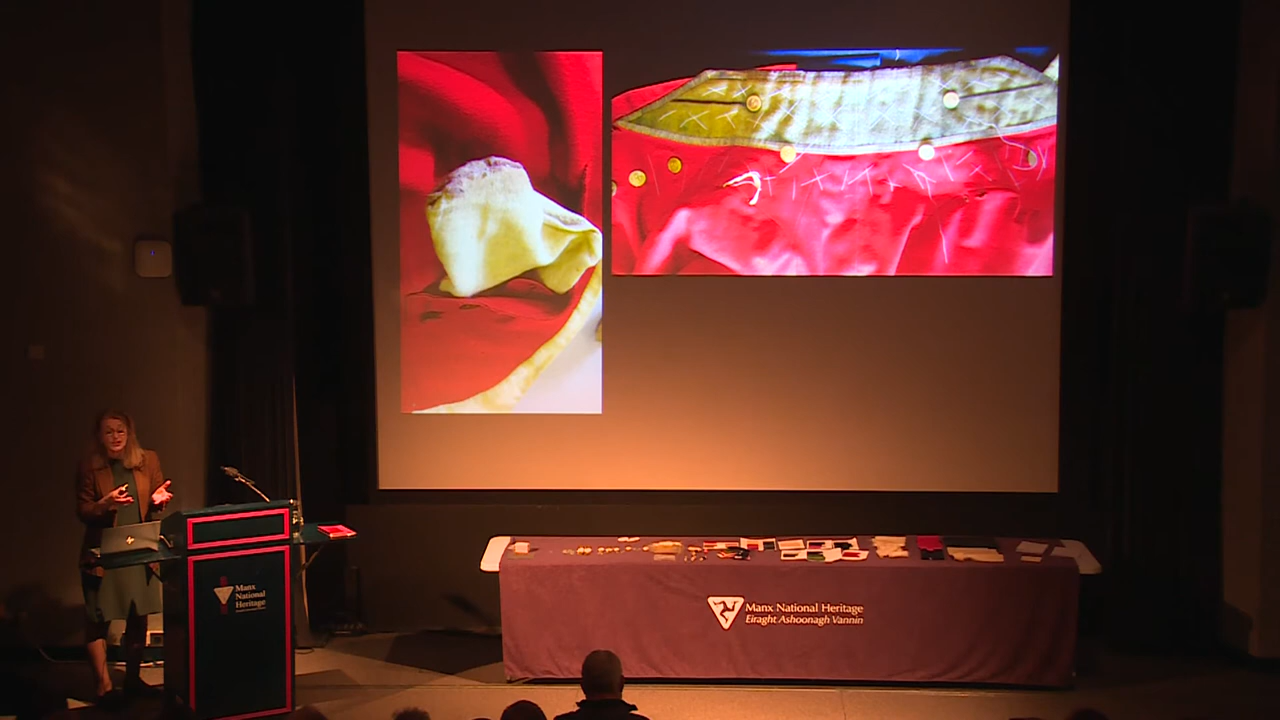 Manx
National
Heritage
Manx National Heritage
Eiraght Ashoonagh Vannin